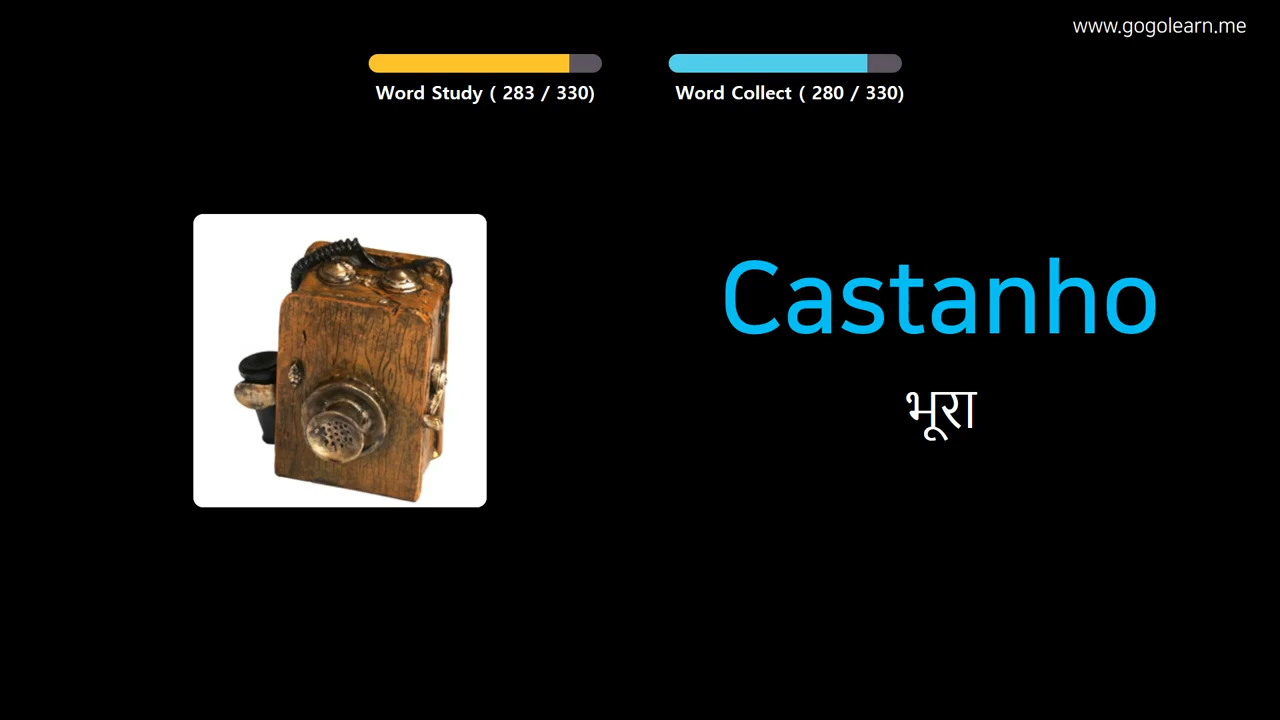 www.gogolearn.me
Word Study ( 283 / 330)
Word Collect ( 280 / 330)
Castanho
भूरा